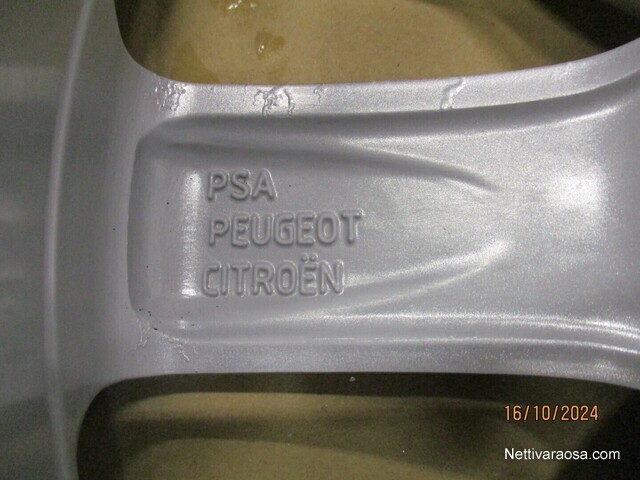 PSA
PEUGEOT
CITROËN
16/10/2024
Nettivaraosa.com